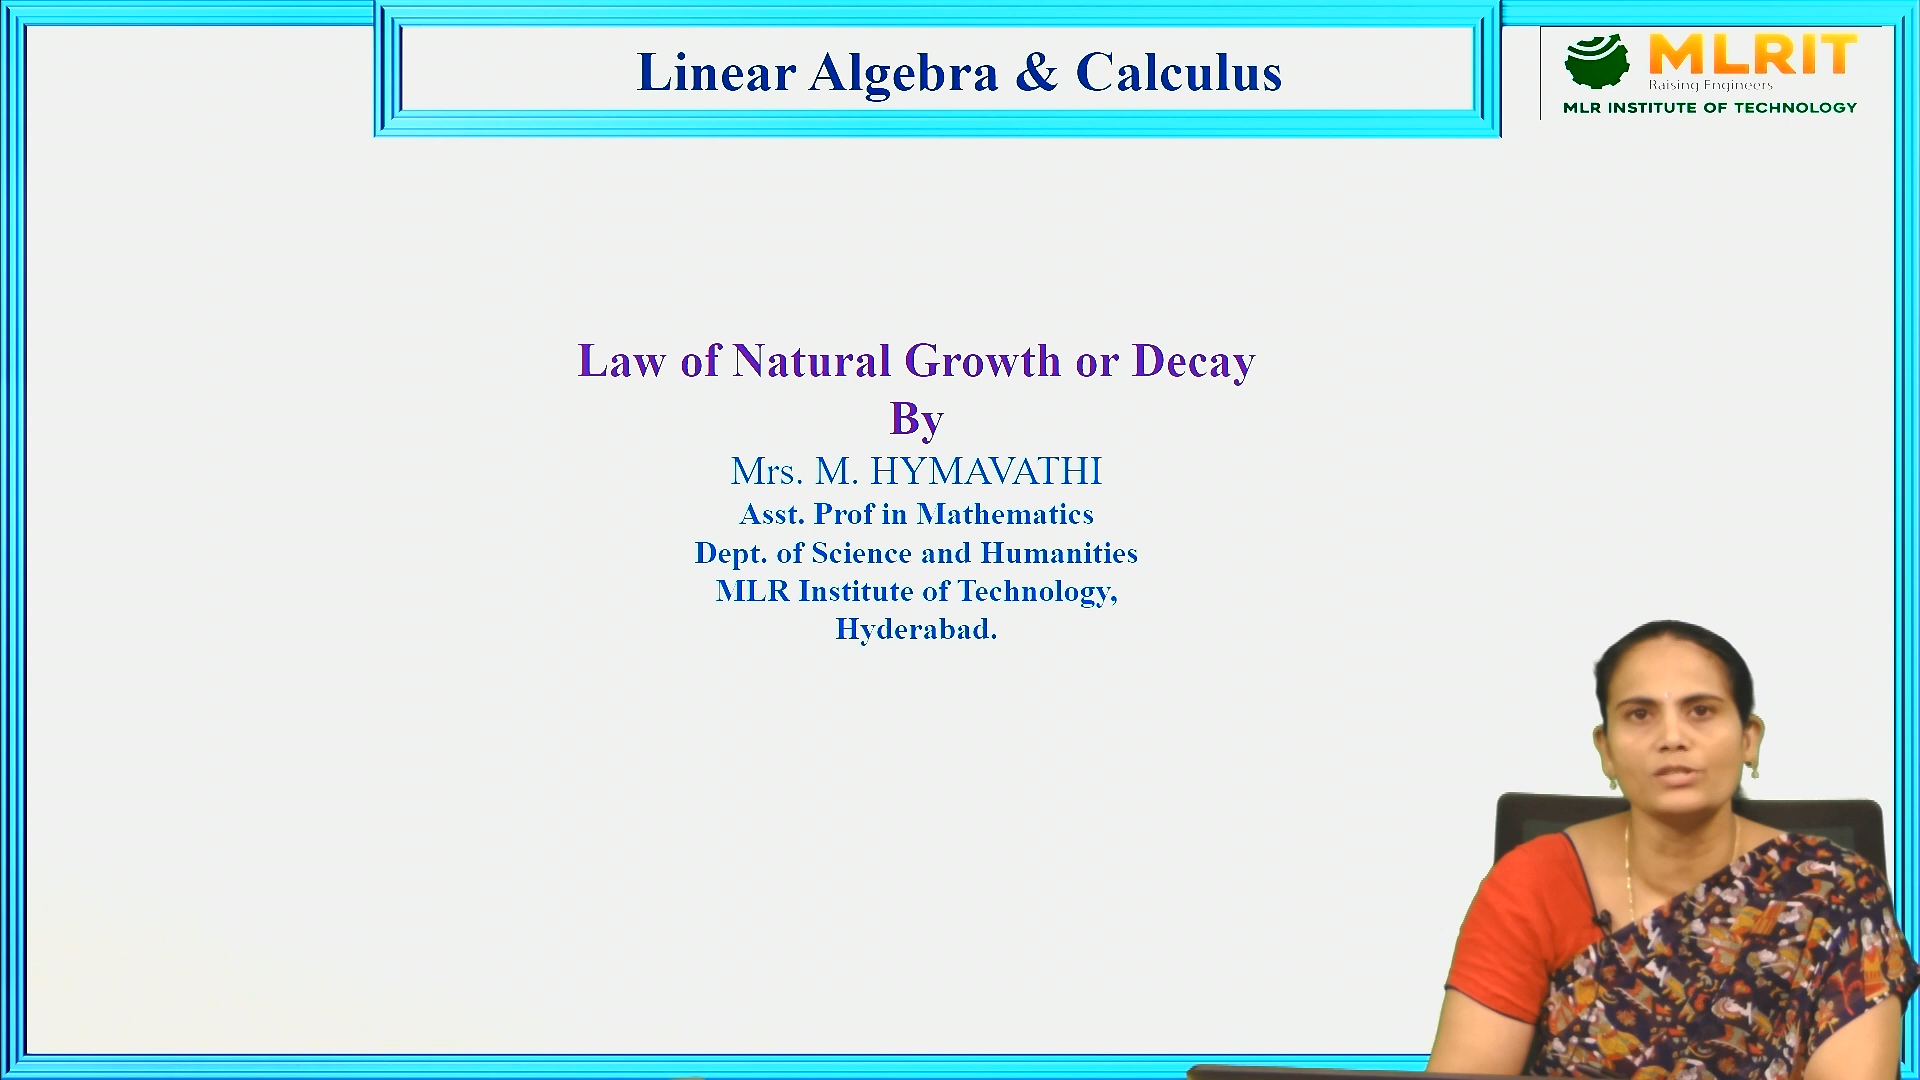 Linear Algebra & Calculus
MLRIT
Raising Engineers
MLR INSTITUTE OF TECHNOLOGY
Law of Natural Growth or Decay
By
Mrs. M. HYMAVATHI
Asst. Prof in Mathematics
Dept. of Science and Humanities
MLR Institute of Technology,
Hyderabad.